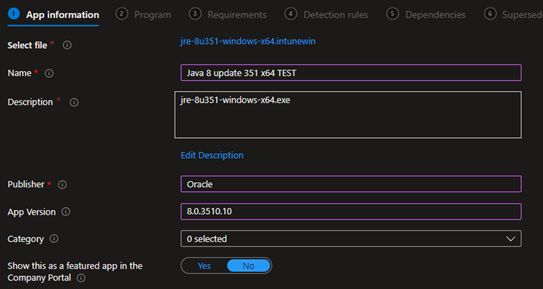 1 App information 2 Program 3 Requirements 4 Detection rules 5 Dependencies 6 Supersed
Select file * jre-8u351-windows-x64.intunewin
Name * Java 8 update 351 x64 TEST
Description * jre-8u351-windows-x64.exe
Edit Description
Publisher * Oracle
App Version 8.0.3510.10
Category 0 selected
Show this as a featured app in the Yes No
Company Portal